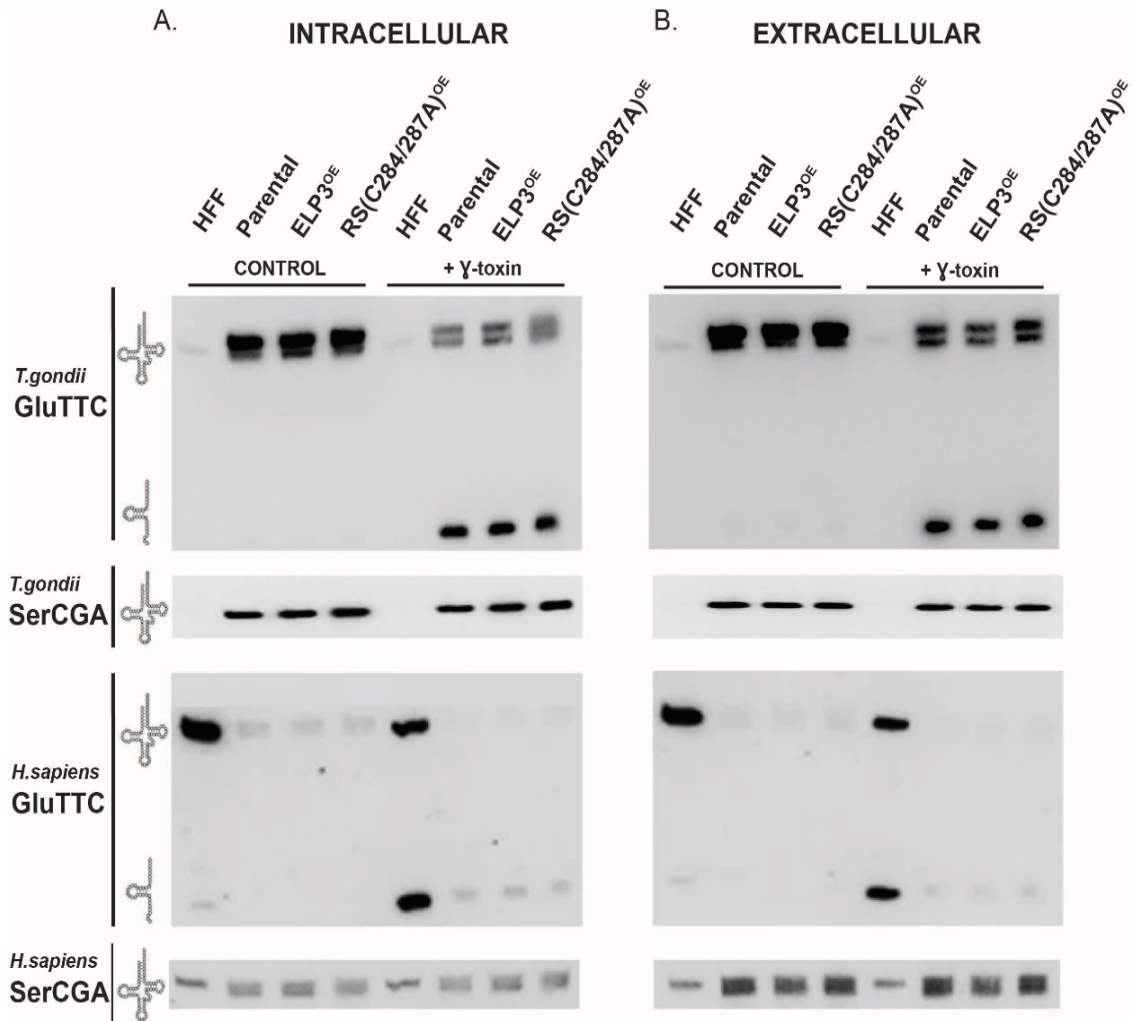 A.
INTRACELLULAR
HFF
Parental
ELP3OE
RS(C284/287A)OE
HFF
Parental
ELP3OE
RS(C284/287A)OE
CONTROL
+ Ɣ-toxin
B.
EXTRACELLULAR
HFF
Parental
ELP3OE
RS(C284/287A)OE
HFF
Parental
ELP3OE
RS(C284/287A)OE
CONTROL
+ Ɣ-toxin
T.gondii
GluTTC
T.gondii
SerCGA
H.sapiens
GluTTC
H.sapiens
SerCGA